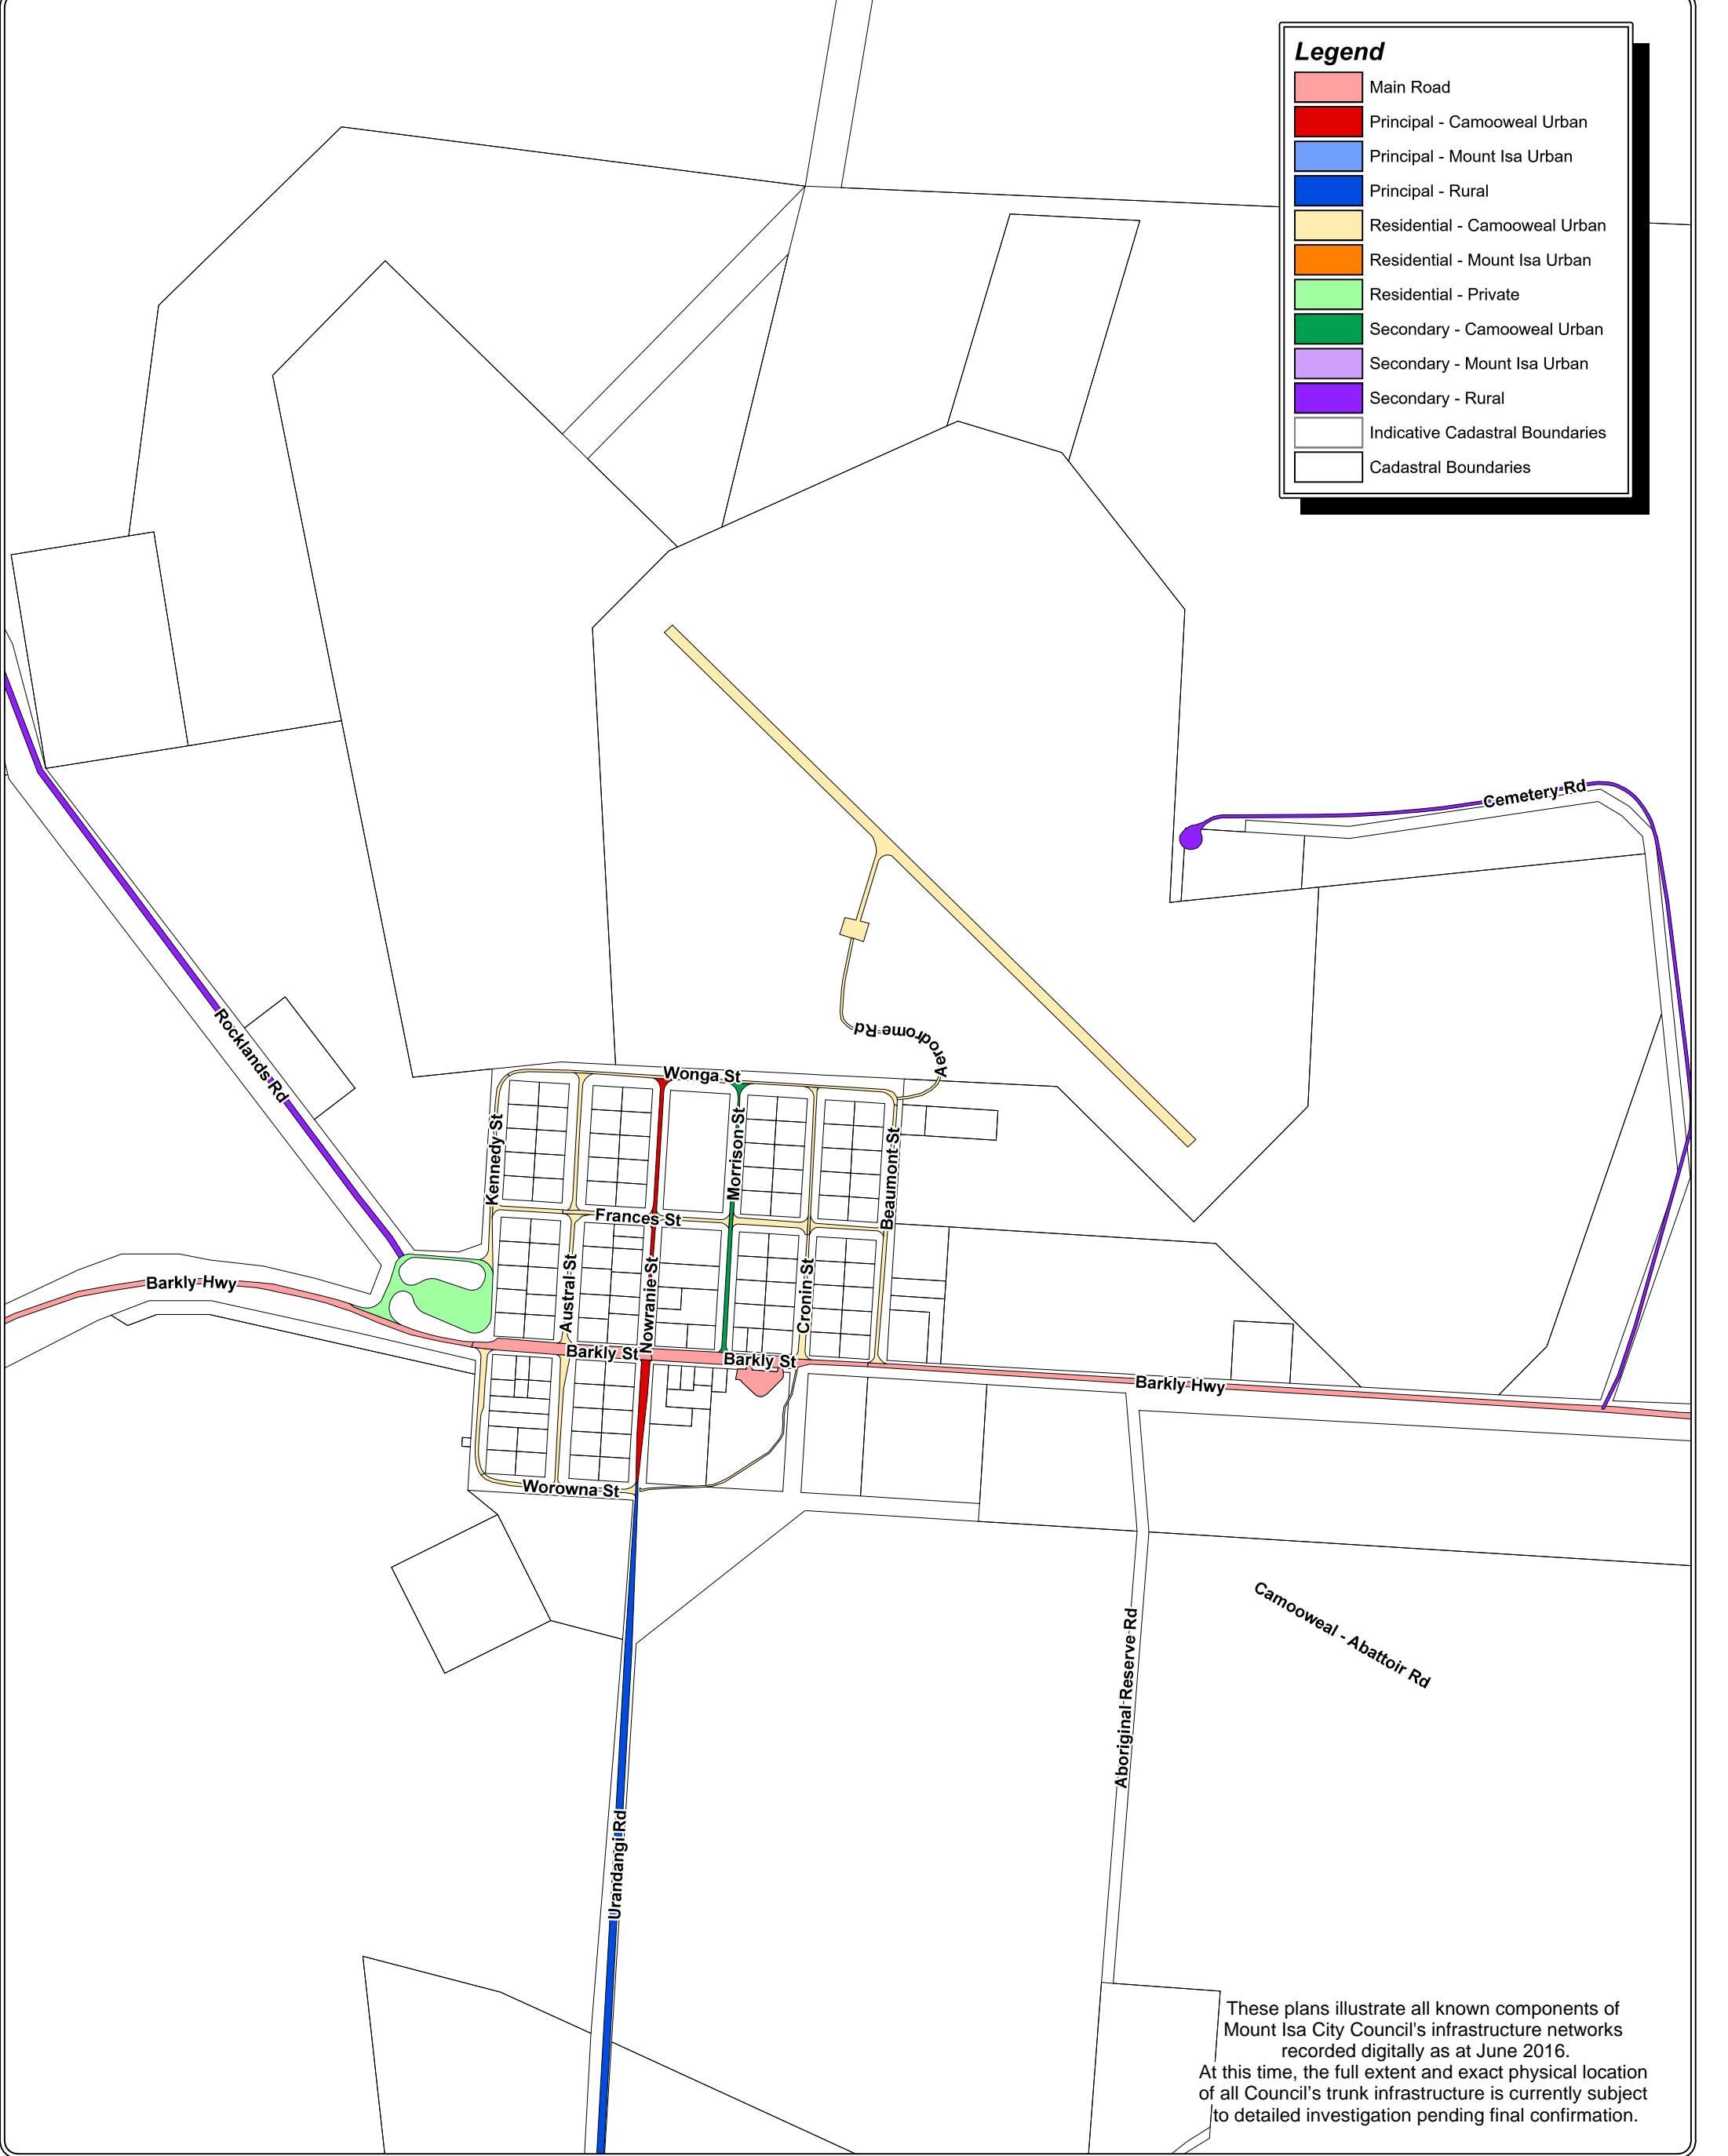 Legend
Main Road
Principal - Camooweal Urban
Principal - Mount Isa Urban
Principal - Rural
Residential - Camooweal Urban
Residential - Mount Isa Urban
Residential - Private
Secondary - Camooweal Urban
Secondary - Mount Isa Urban
Secondary - Rural
Indicative Cadastral Boundaries
Cadastral Boundaries
Cemetery Rd
Rocklands Rd
Aerodrome Rd
Wonga St
Kennedy St
Morrison St
Beaumont St
Frances St
Austral St
Nowranie St
Cronin St
Barkly Hwy
Barkly St
Barkly St
Barkly Hwy
Worowna St
Camooweal - Abattoir Rd
Aboriginal Reserve Rd
Urandangi Rd
These plans illustrate all known components of
Mount Isa City Council's infrastructure networks
recorded digitally as at June 2016.
At this time, the full extent and exact physical location
of all Council's trunk infrastructure is currently subject
to detailed investigation pending final confirmation.